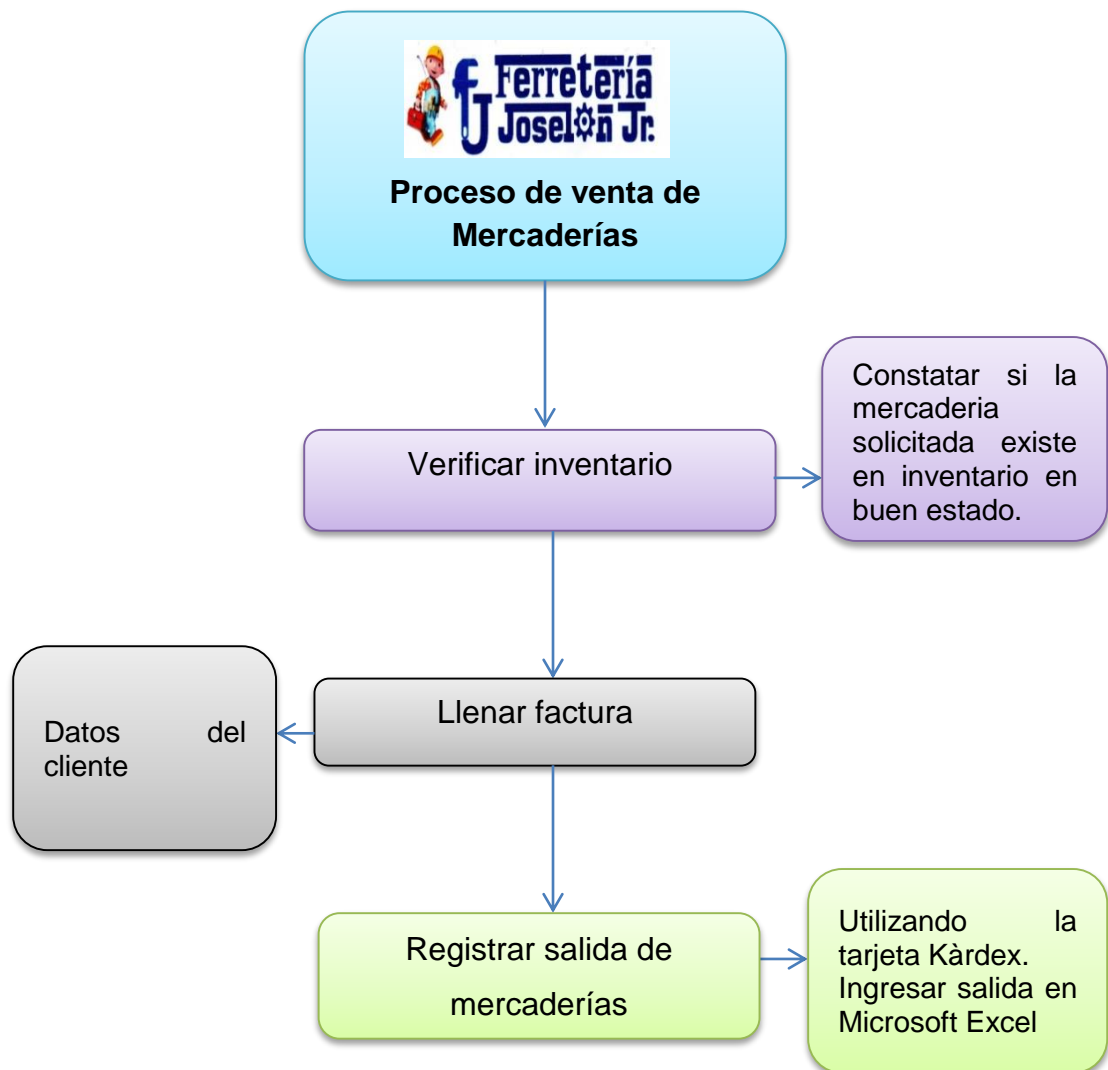 FJ Ferretería
Joselón Jr.
Proceso de venta de
Mercaderías
Verificar inventario
Constatar si la
mercaderia
solicitada existe
en inventario en
buen estado.
Llenar factura
Datos del
cliente
Registrar salida de
mercaderías
Utilizando la
tarjeta Kàrdex.
Ingresar salida en
Microsoft Excel